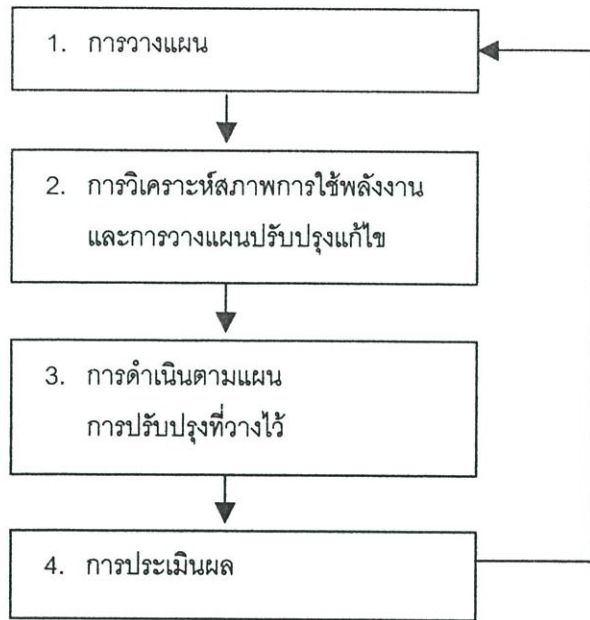 1. การวางแผน
2. การวิเคราะห์สภาพการใช้พลังงาน
และการวางแผนปรับปรุงแก้ไข
3. การดำเนินตามแผน
การปรับปรุงที่วางไว้
4. การประเมินผล